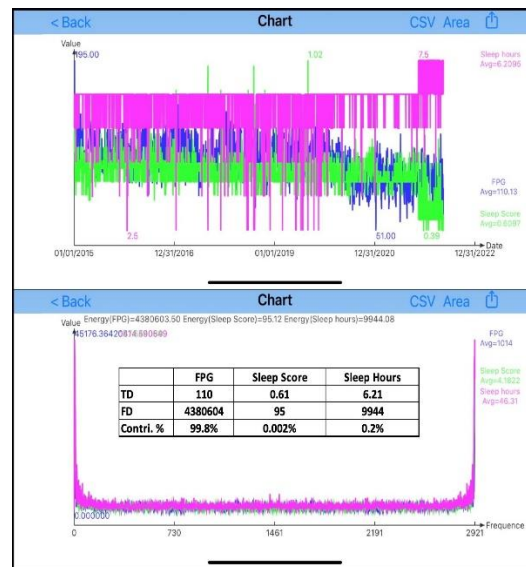 < Back Chart CSV Area
Value
195.00
1.02
7.5
Sleep hours
Avg=6.2096
FPG
Avg=110.13
Sleep Score
2.5
51.00
0.39
Date
01/01/2015 12/31/2016 01/01/2019 12/31/2020 12/31/2022
< Back Chart CSV Area
Energy(FPG)=4380603.50 Energy(Sleep Score)=95.12 Energy(Sleep hours)=9944.08
Value
FPG
Avg=1014
FPG Sleep Score Sleep Hours
TD 110 0.61 6.21
FD 4380604 95 9944
Contri. % 99.8% 0.002% 0.2%
Sleep Score
Avg=4.1822
Sleep hours
Avg=46.31
0.000000
Frequence
0 730 1461 2191 2921